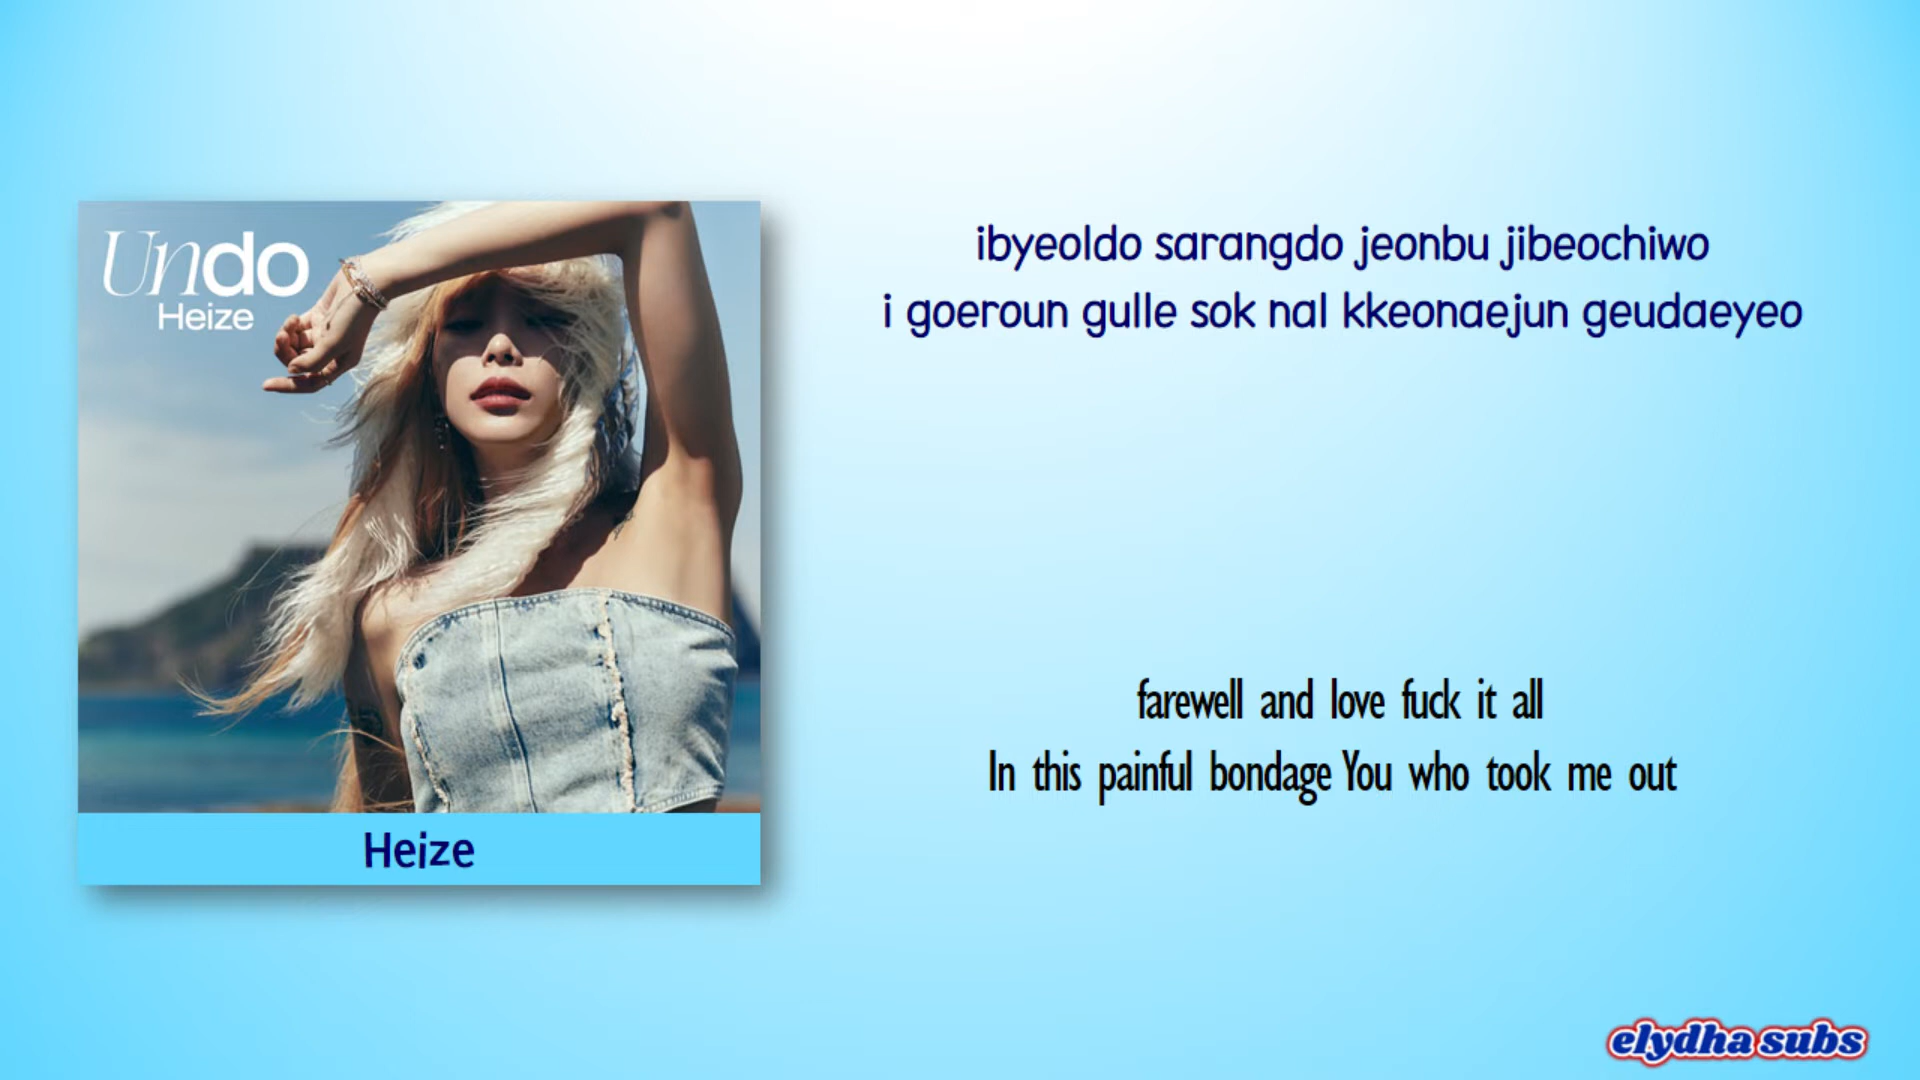 Undo
Heize
Heize
ibyeoldo sarangdo jeonbu jibeochiwo
i goeroun gulle sok nal kkeonaejun geudaeyeo
farewell and love fuck it all
In this painful bondage You who took me out
elydha subs